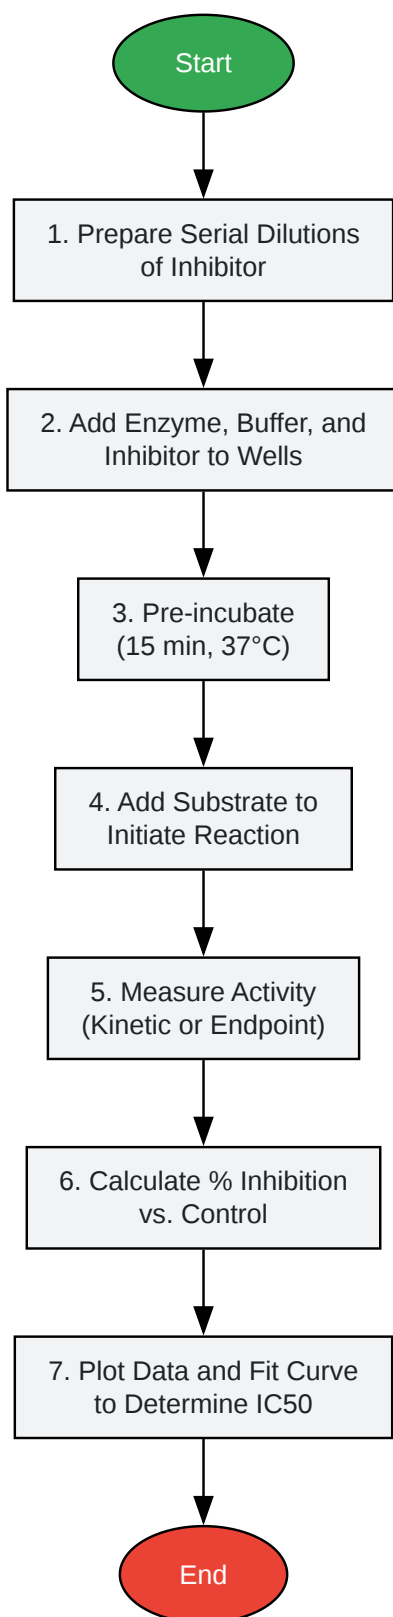 Start
1. Prepare Serial Dilutions
of Inhibitor
2. Add Enzyme, Buffer, and
Inhibitor to Wells
3. Pre-incubate
(15 min, 37°C)
4. Add Substrate to
Initiate Reaction
5. Measure Activity
(Kinetic or Endpoint)
6. Calculate % Inhibition
vs. Control
7. Plot Data and Fit Curve
to Determine IC50
End